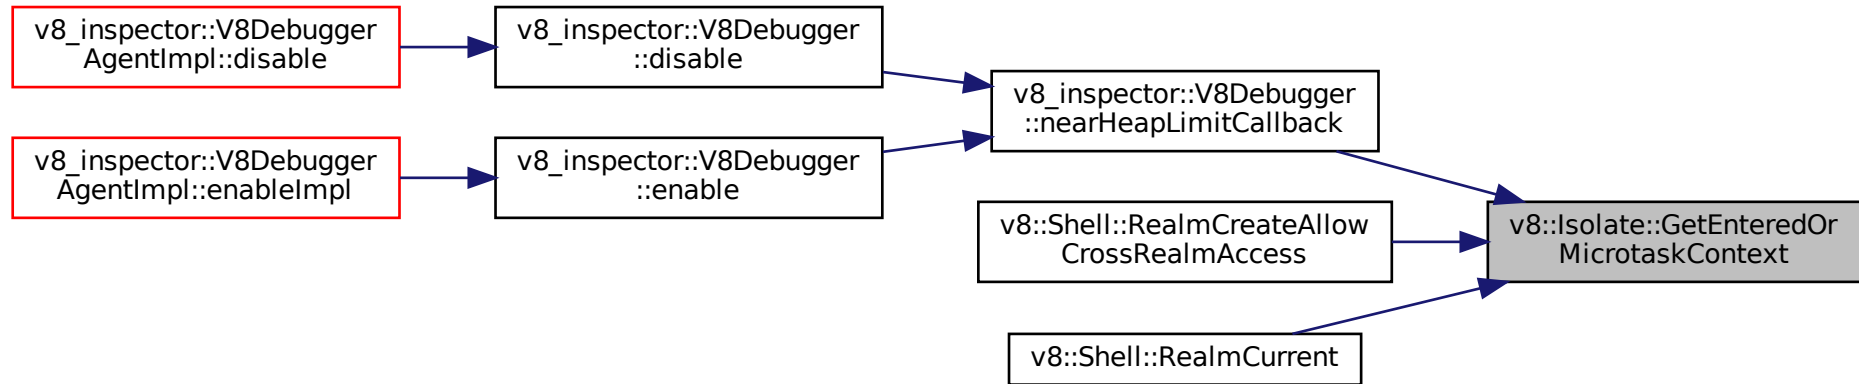 v8_inspector::V8Debugger
AgentImpl::disable
v8_inspector::V8Debugger
::disable
v8_inspector::V8Debugger
::nearHeapLimitCallback
v8_inspector::V8Debugger
AgentImpl::enableImpl
v8_inspector::V8Debugger
::enable
v8::Shell::RealmCreateAllow
CrossRealmAccess
v8::Isolate::GetEnteredOr
MicrotaskContext
v8::Shell::RealmCurrent